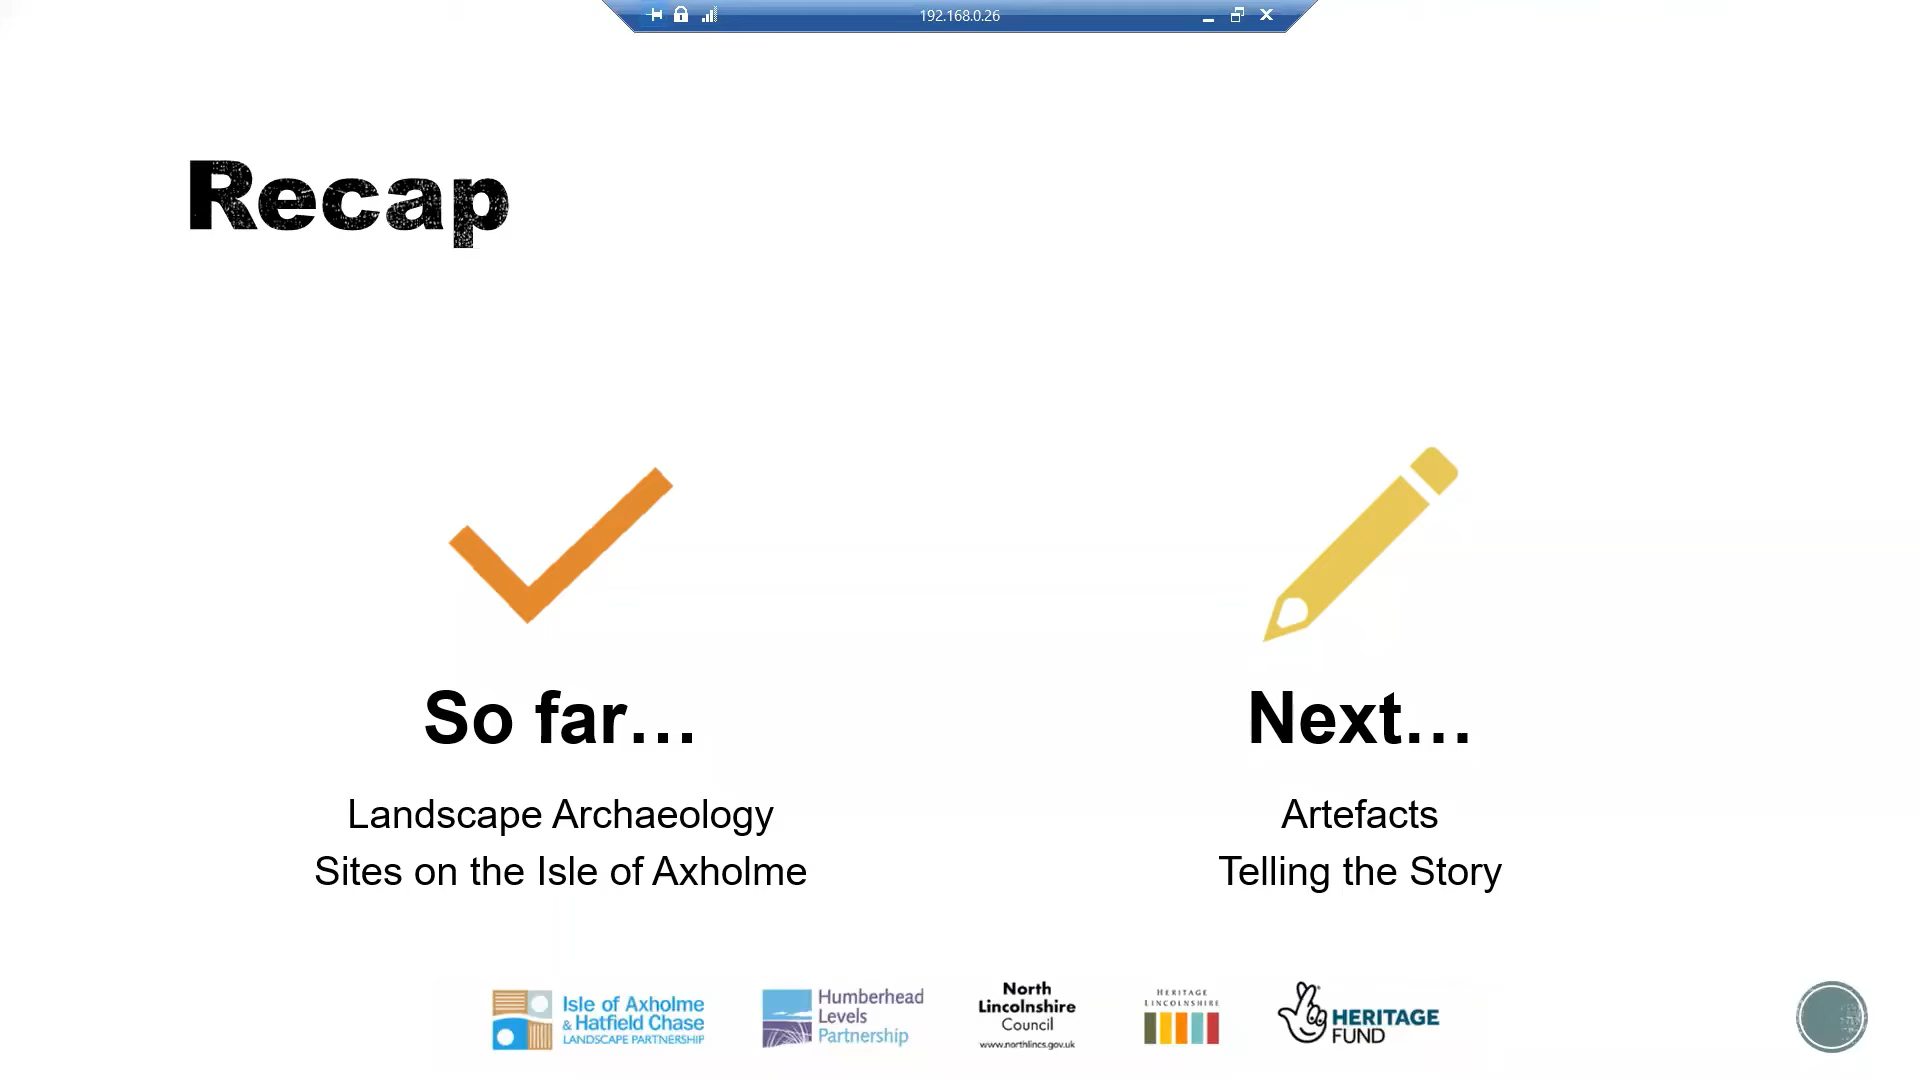 192.168.0.26
Recap
So far...
Landscape Archaeology
Sites on the Isle of Axholme
Next...
Artefacts
Telling the Story
Isle of Axholme
& Hatfield Chase
LANDSCAPE PARTNERSHIP
Humberhead
Levels
Partnership
North
Lincolnshire
Council
www.northlincs.gov.uk
HERITAGE
LINCOLNSHIRE
HERITAGE
FUND